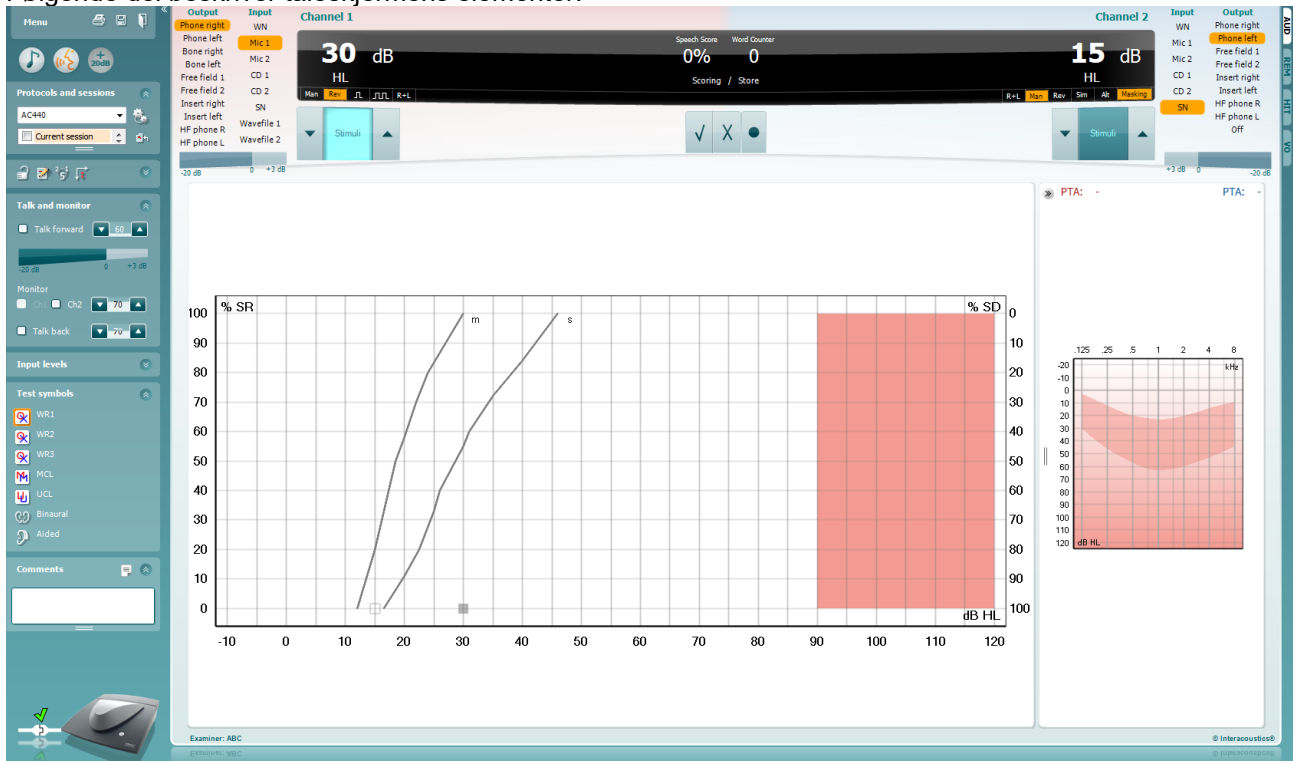 Følgende del beskriver taleskjermens elementer.
Menu
+
20dB
Protocols and sessions
AC440
Current session
Talk and monitor
Talk forward 60
-20 dB 0 +3 dB
Monitor
Ch1 Ch2 70
Talk back 70
Input levels
Test symbols
WR1
WR2
WR3
MCL
UCL
Binaural
Aided
Comments
Output
Phone right
Phone left
Bone right
Bone left
Free field 1
Free field 2
Insert right
Insert left
HF phone R
HF phone L
Input
WN
Mic 1
Mic 2
CD 1
CD 2
SN
Wavefile 1
Wavefile 2
-20 dB 0 +3 dB
Channel 1
30 dB
HL
Man Rev R+L
Stimuli
Speech Score Word Counter
0% 0
Scoring / Store
Channel 2
15 dB
HL
R+L Man Rev Sim Alt Masking
Stimuli
Input
WN
Mic 1
Mic 2
CD 1
CD 2
SN
Output
Phone right
Phone left
Free field 1
Free field 2
Insert right
Insert left
HF phone R
HF phone L
Off
+3 dB 0 -20 dB
AUD
REM
HIT
VO
% SR
% SD
m
s
100 0
90 10
80 20
70 30
60 40
50 50
40 60
30 70
20 80
10 90
0 100
dB HL
-10 0 10 20 30 40 50 60 70 80 90 100 110 120
PTA: - PTA: -
.125 .25 .5 1 2 4 8
kHz
-20
-10
0
10
20
30
40
50
60
70
80
90
100
110
120
dB HL
Examiner: ABC
© Interacoustics®